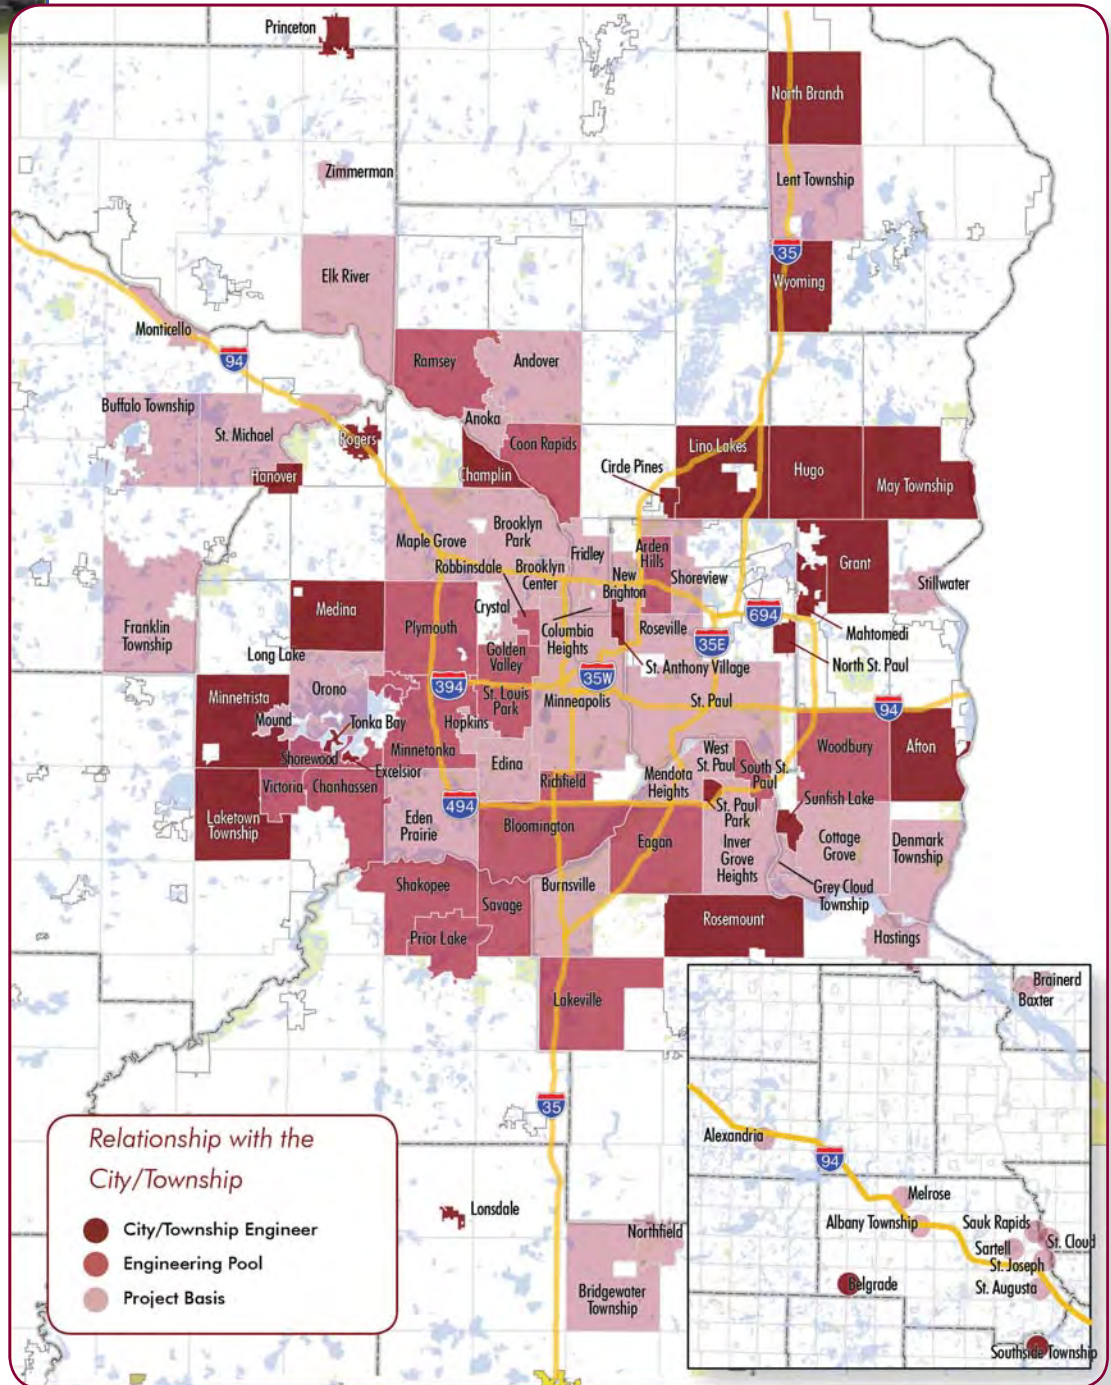 Princeton
North Branch
Zimmerman
Lent Township
35
Elk River
Wyoming
Monticello
94
Ramsey
Andover
Buffalo Township
Anoka
St. Michael
Rogers
Coon Rapids
Lino Lakes
Circle Pines
Hugo
Hanover
Champlin
May Township
Brooklyn
Park
Maple Grove
Fridley
Arden
Hills
Grant
Robbinsdale
Brooklyn
Center
New
Brighton
Shoreview
Stillwater
Medina
Crystal
694
Franklin
Township
Plymouth
Columbia
Heights
Roseville
35E
Mahtomedi
Long Lake
Golden
Valley
St. Anthony Village
North St. Paul
Orono
394
35W
Minnetrista
St. Louis
Park
Minneapolis
St. Paul
94
Mound
Tonka Bay
Hopkins
Shorewood
Minnetonka
Edina
West
St. Paul
South St.
Paul
Woodbury
Afton
Excelsior
Victoria
Chanhassen
Richfield
Mendota
Heights
494
St. Paul
Park
Sunfish Lake
Laketown
Township
Eden
Prairie
Bloomington
Eagan
Inver
Grove
Heights
Cottage
Grove
Denmark
Township
Shakopee
Burnsville
Grey Cloud
Township
Savage
Rosemount
Prior Lake
Hastings
Lakeville
35
Lonsdale
Northfield
Bridgewater
Township
Relationship with the
City/Township
City/Township Engineer
Engineering Pool
Project Basis
Brainerd
Baxter
Alexandria
94
Melrose
Albany Township
Sauk Rapids
St. Cloud
Sartell
St. Joseph
Belgrade
St. Augusta
Southside Township